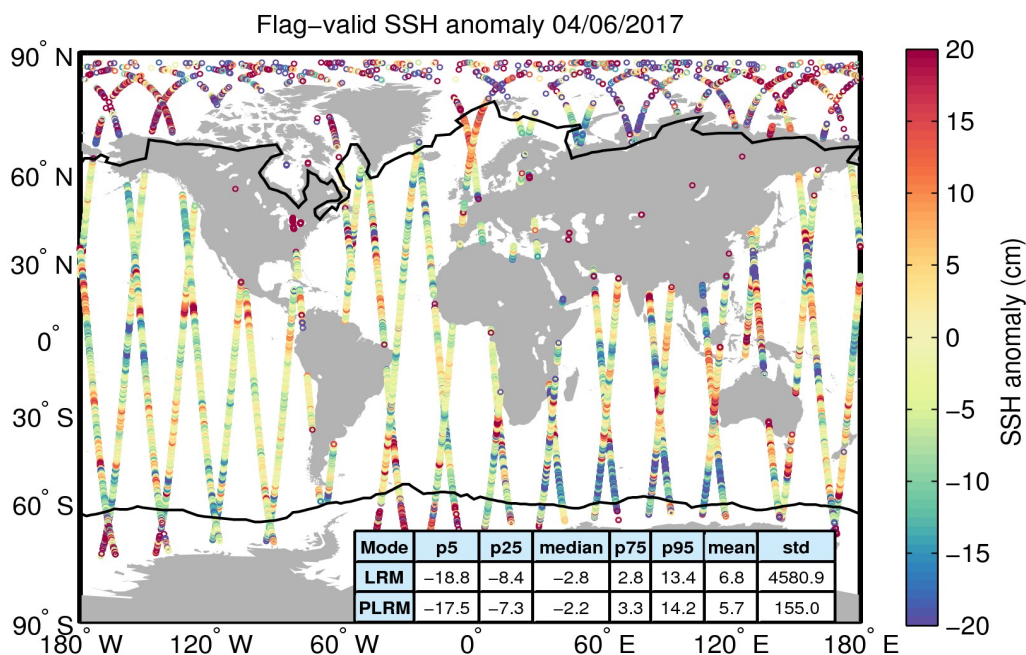 Flag−valid SSH anomaly 04/06/2017
90° N
60° N
30° N
0°
30° S
60° S
90° S
180° W 120° W 60° W 0° 60° E 120° E 180° E
Mode p5 p25 median p75 p95 mean std
LRM −18.8 −8.4 −2.8 2.8 13.4 6.8 4580.9
PLRM −17.5 −7.3 −2.2 3.3 14.2 5.7 155.0
20
15
10
5
0
−5
−10
−15
−20
SSH anomaly (cm)